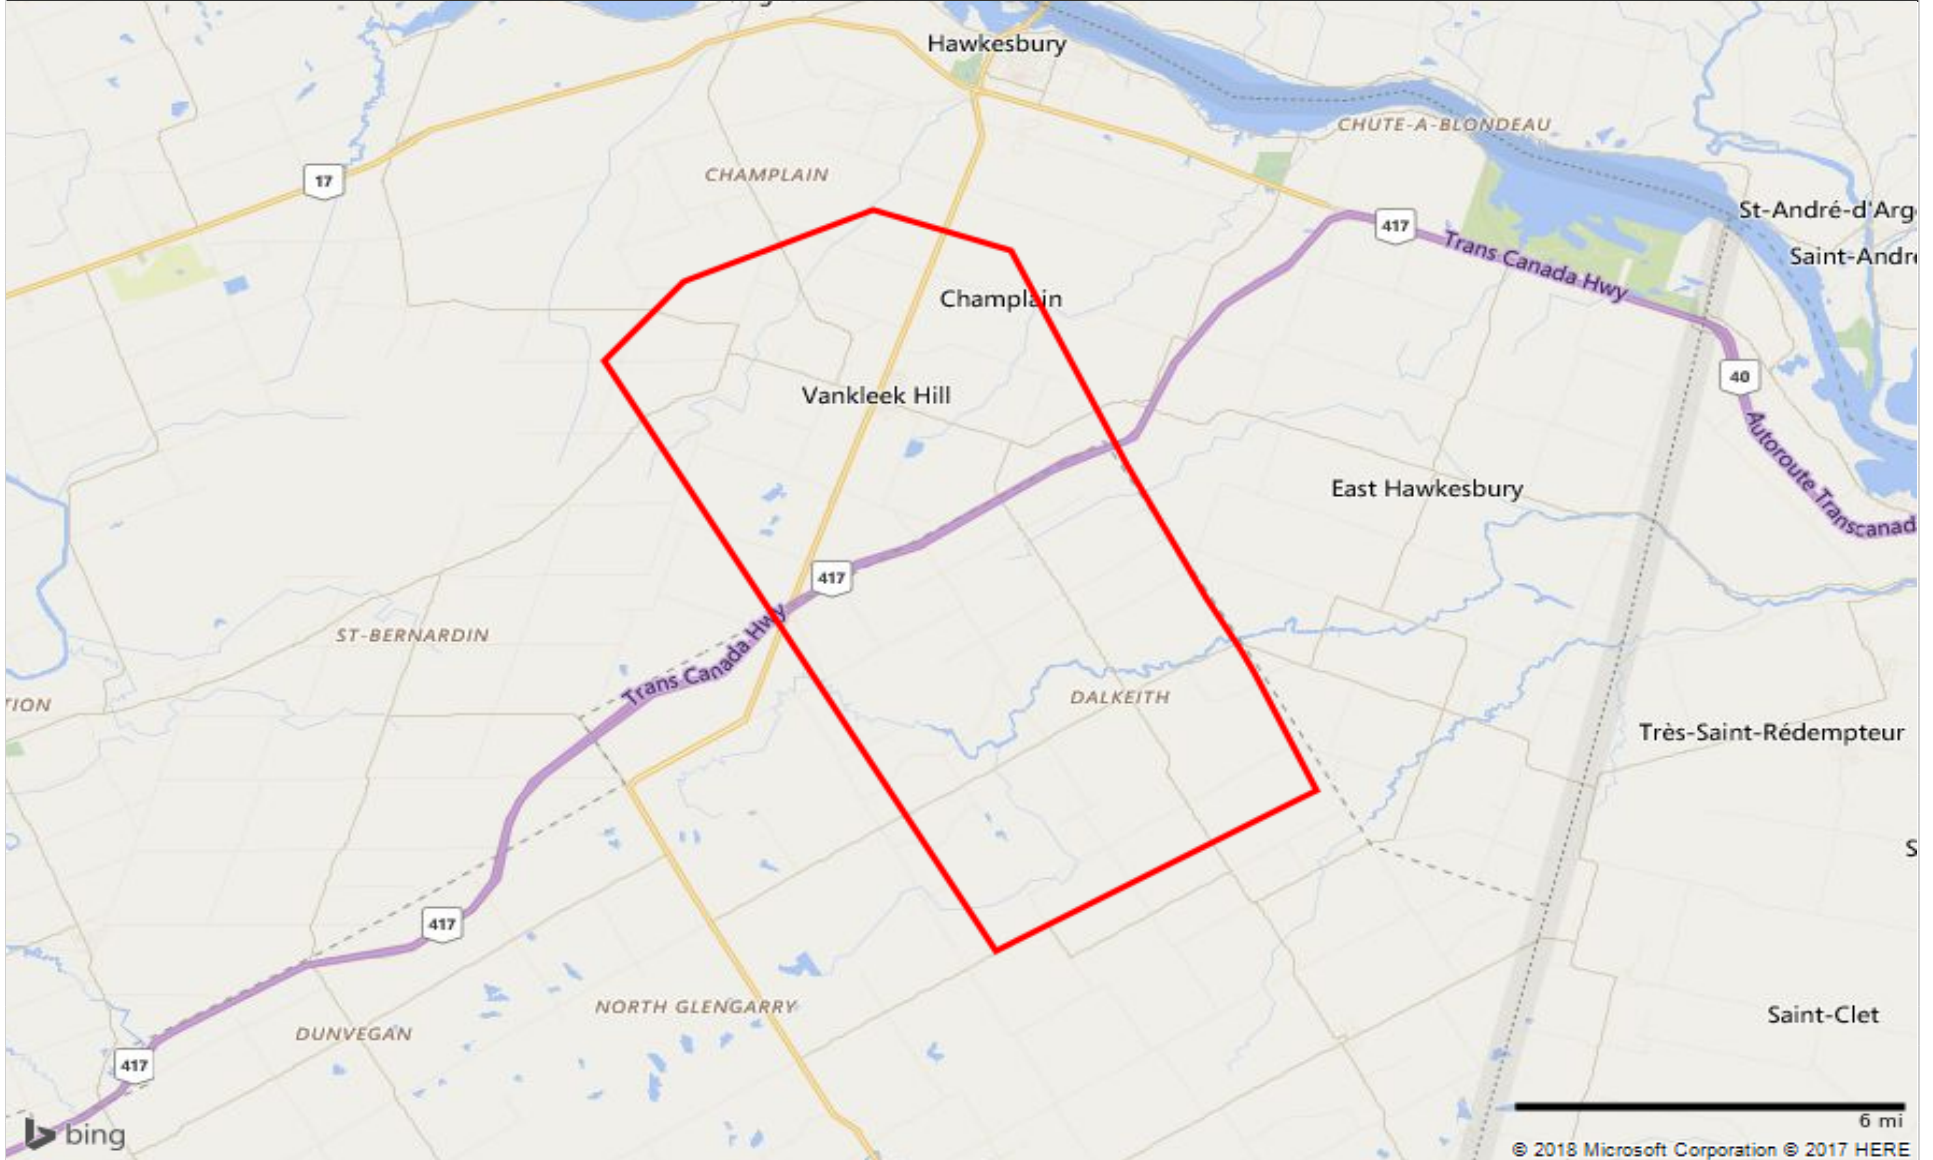 Hawkesbury
CHUTE-A-BLONDEAU
17
CHAMPLAIN
St-André-d'Arg
417
Trans Canada Hwy
Saint-Andre
Champlain
40
Vankleek Hill
Autoroute Transcanad
East Hawkesbury
417
ST-BERNARDIN
Trans Canada Hwy
TION
DALKEITH
Très-Saint-Rédempteur
S
417
NORTH GLENGARRY
Saint-Clet
DUNVEGAN
417
6 mi
bing
© 2018 Microsoft Corporation © 2017 HERE